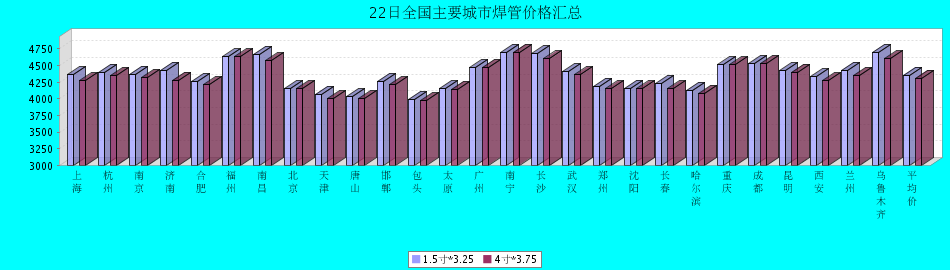 22日全国主要城市焊管价格汇总
4750
4500
4250
4000
3750
3500
3250
3000
上海 杭州 南京 济南 合肥 福州 南昌 北京 天津 唐山 邯郸 包头 太原 广州 南宁 长沙 武汉 郑州 沈阳 长春 哈尔滨 重庆 成都 昆明 西安 兰州 乌鲁木齐 平均价
1.5寸*3.25 4寸*3.75